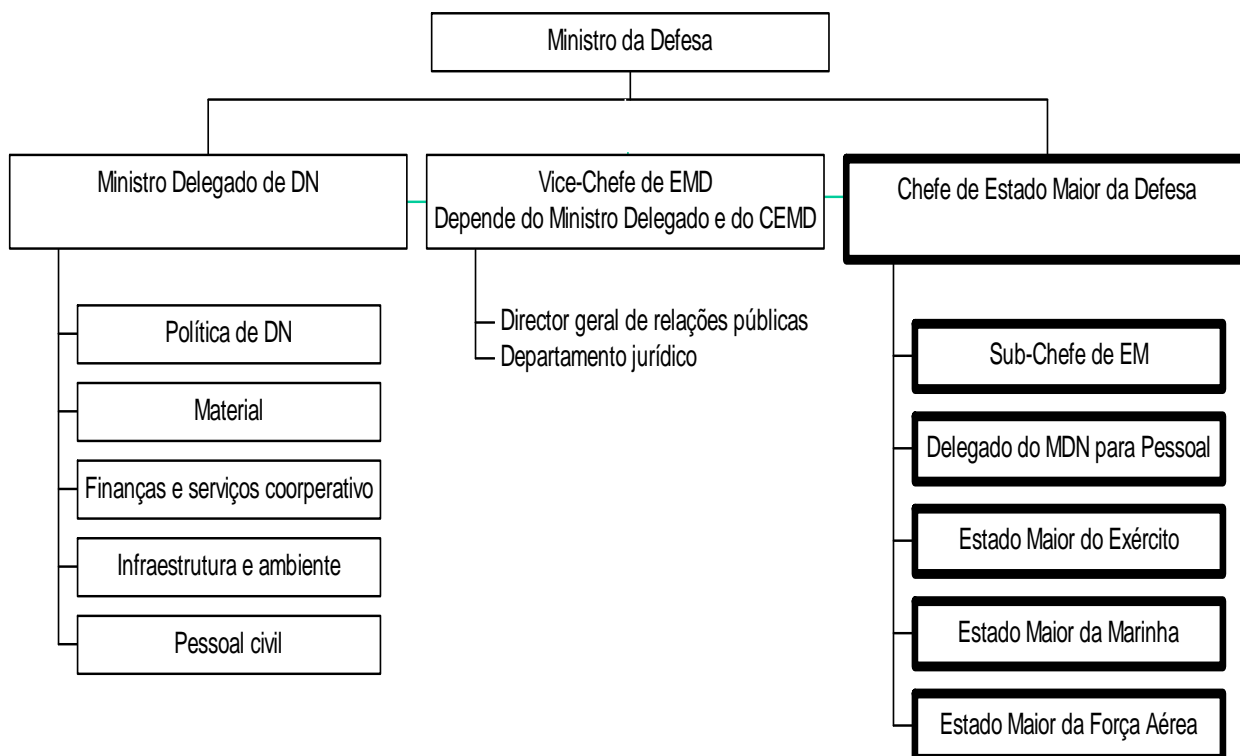 Ministro da Defesa
Ministro Delegado de DN
Vice-Chefe de EMD
Depende do Ministro Delegado e do CEMD
Chefe de Estado Maior da Defesa
Política de DN
Material
Finanças e serviços coorperativo
Infraestrutura e ambiente
Pessoal civil
Director geral de relações públicas
Departamento jurídico
Sub-Chefe de EM
Delegado do MDN para Pessoal
Estado Maior do Exército
Estado Maior da Marinha
Estado Maior da Força Aérea